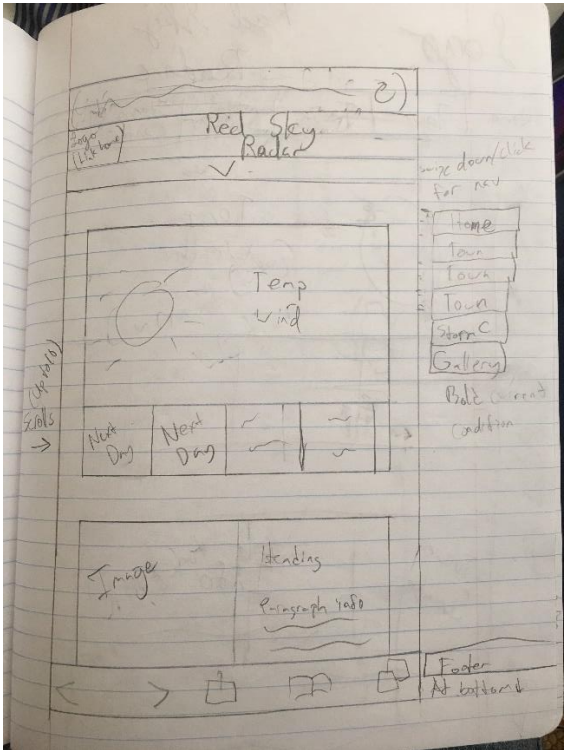 Logo
(Link home)
Red Sky
Radar
swipe down/click
for nav
Home
Town
Town
Town
Storm C
Gallery
Bold current
condition
Temp
Wind
Scrolls
Next
Day
Next
Day
Image
Heading
Paragraph info
Footer
At bottom